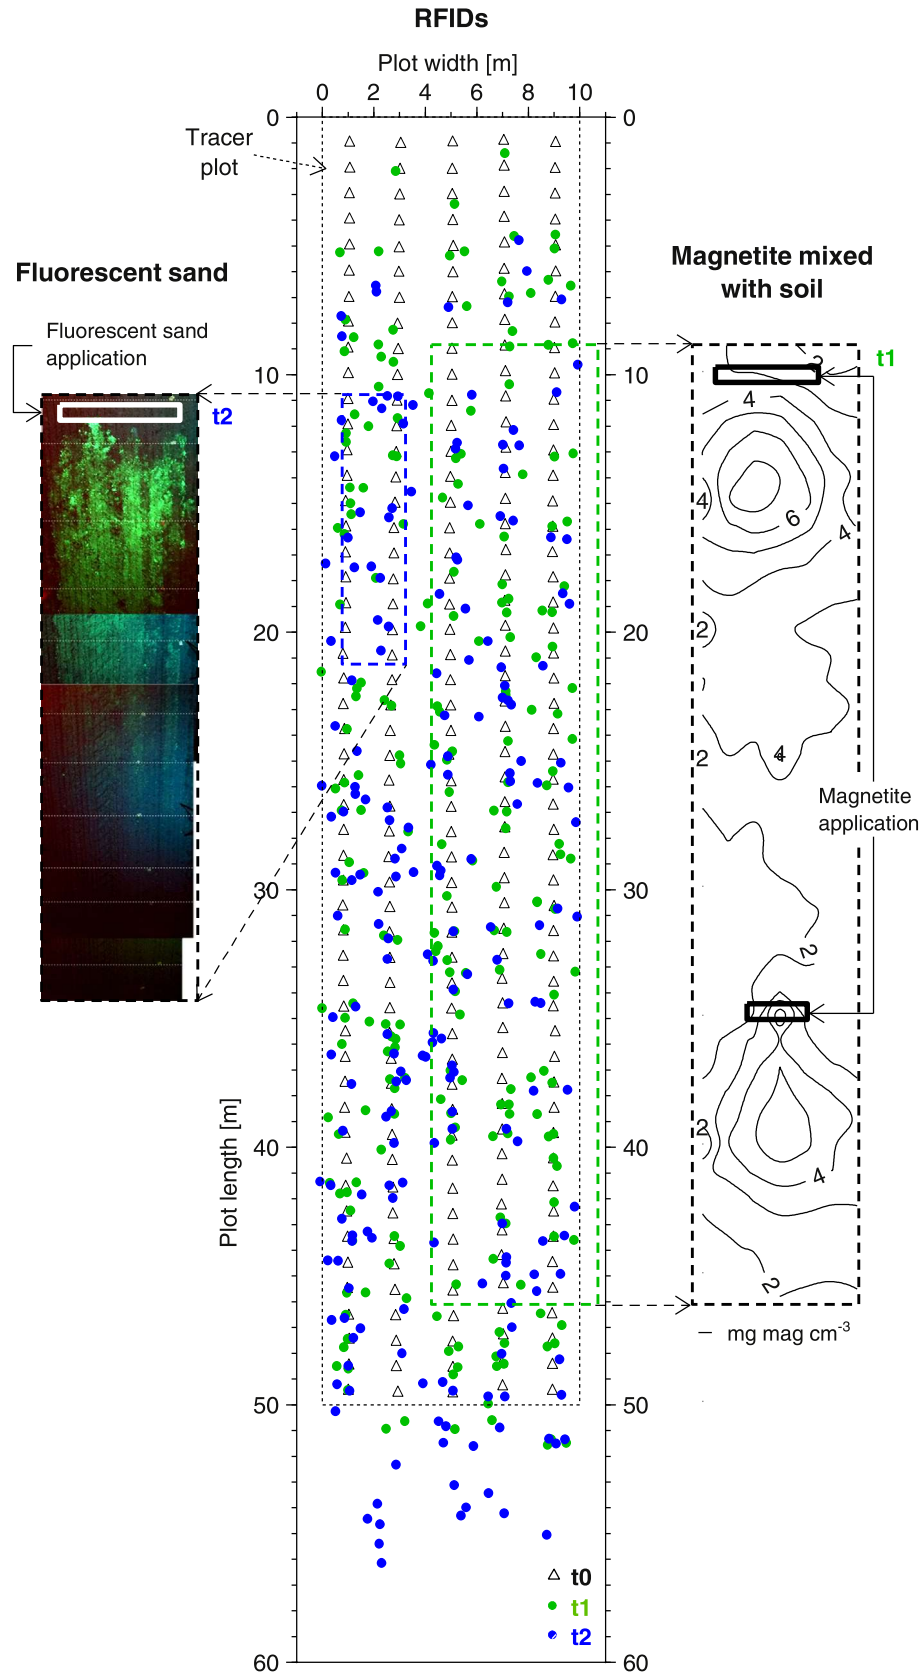 RFIDs
Plot width [m]
0 2 4 6 8 10
0 0
Tracer
plot
Fluorescent sand
Fluorescent sand
application
t2
Magnetite mixed
with soil
t1
10 10
2
4
4
6
4
20 20
2
2
4
Magnetite
application
30 30
2
Plot length [m]
40 40
2
4
2
mg mag cm-3
50 50
t0
t1
t2
60 60